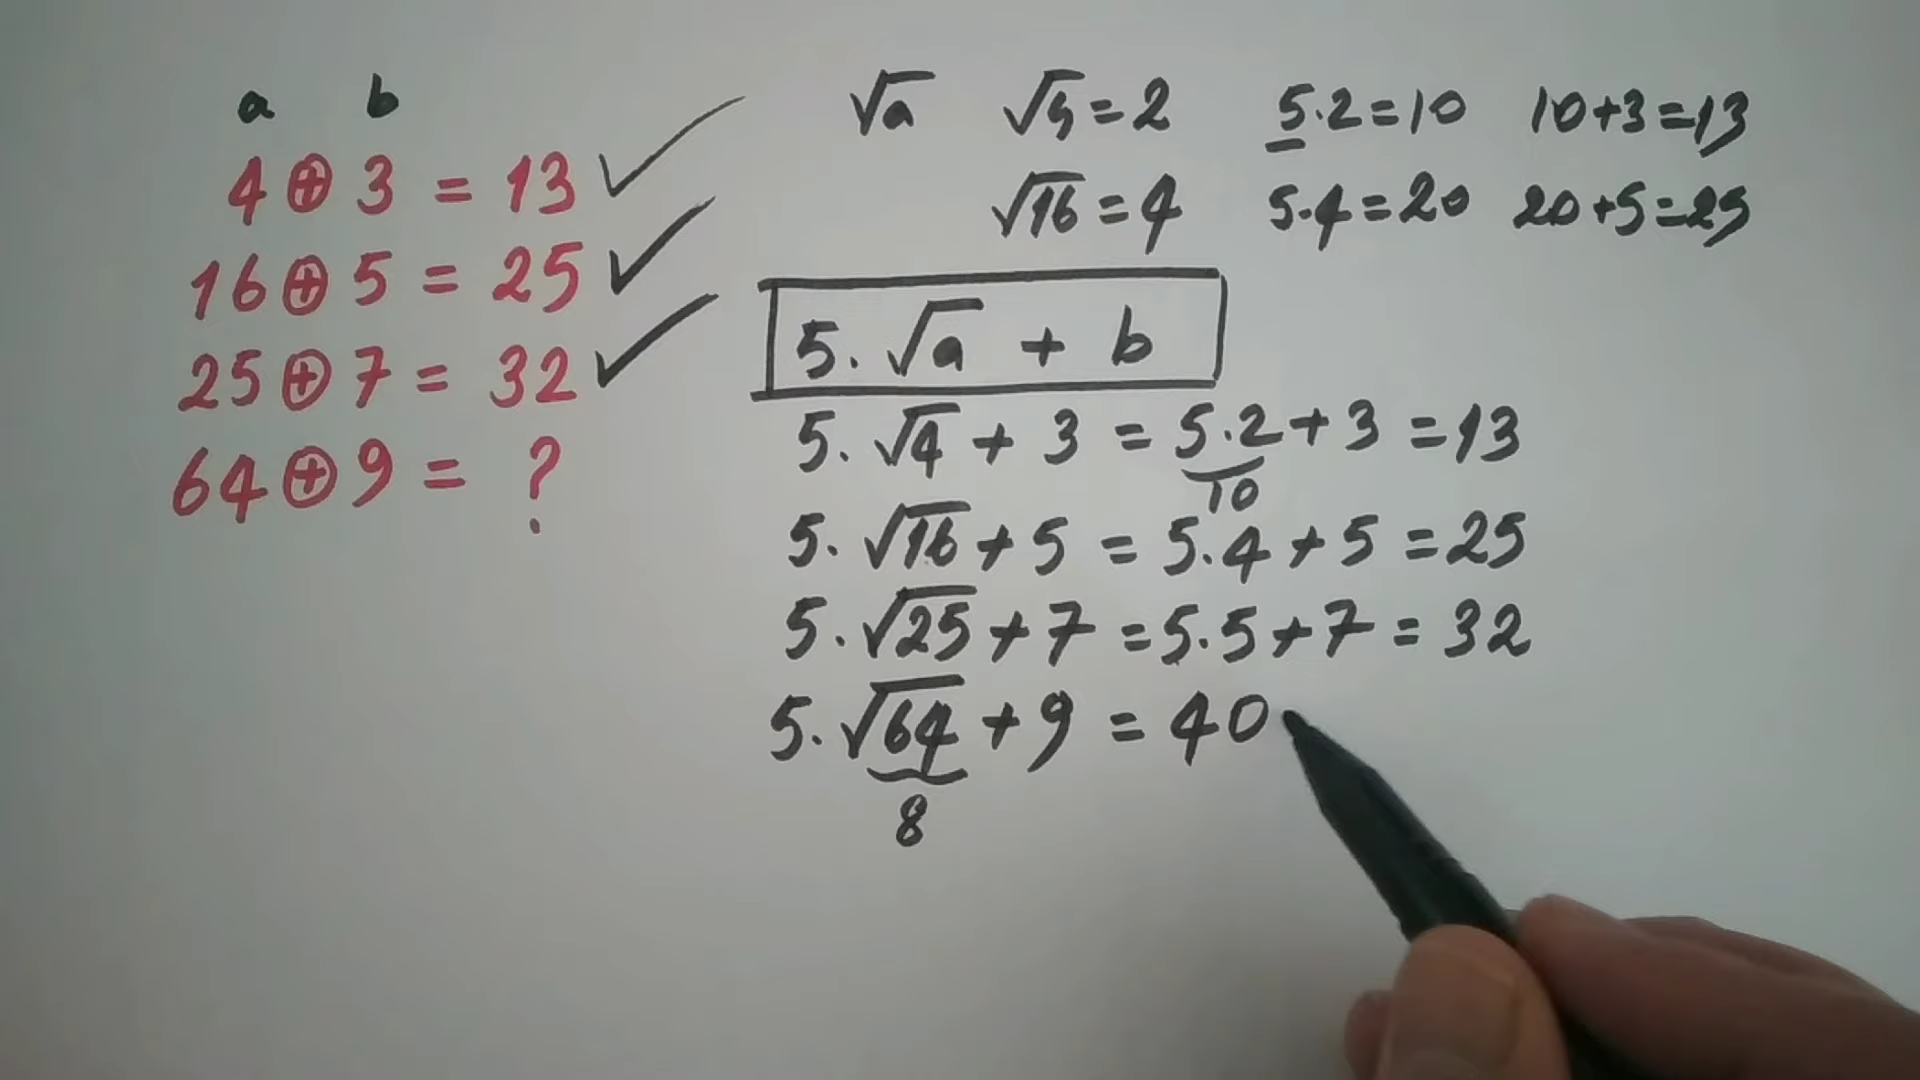 a b
4 ⊕ 3 = 13 ✓
16 ⊕ 5 = 25 ✓
25 ⊕ 7 = 32 ✓
64 ⊕ 9 = ?
√a √4 = 2 5.2=10 10+3=13
√16 = 4 5.4=20 20+5=25
5. √a + b
5. √4 + 3 = 5.2+3 =13
10
5. √16 + 5 = 5.4+5 =25
5. √25 + 7 = 5.5+7 = 32
5. √64 + 9 = 40
8